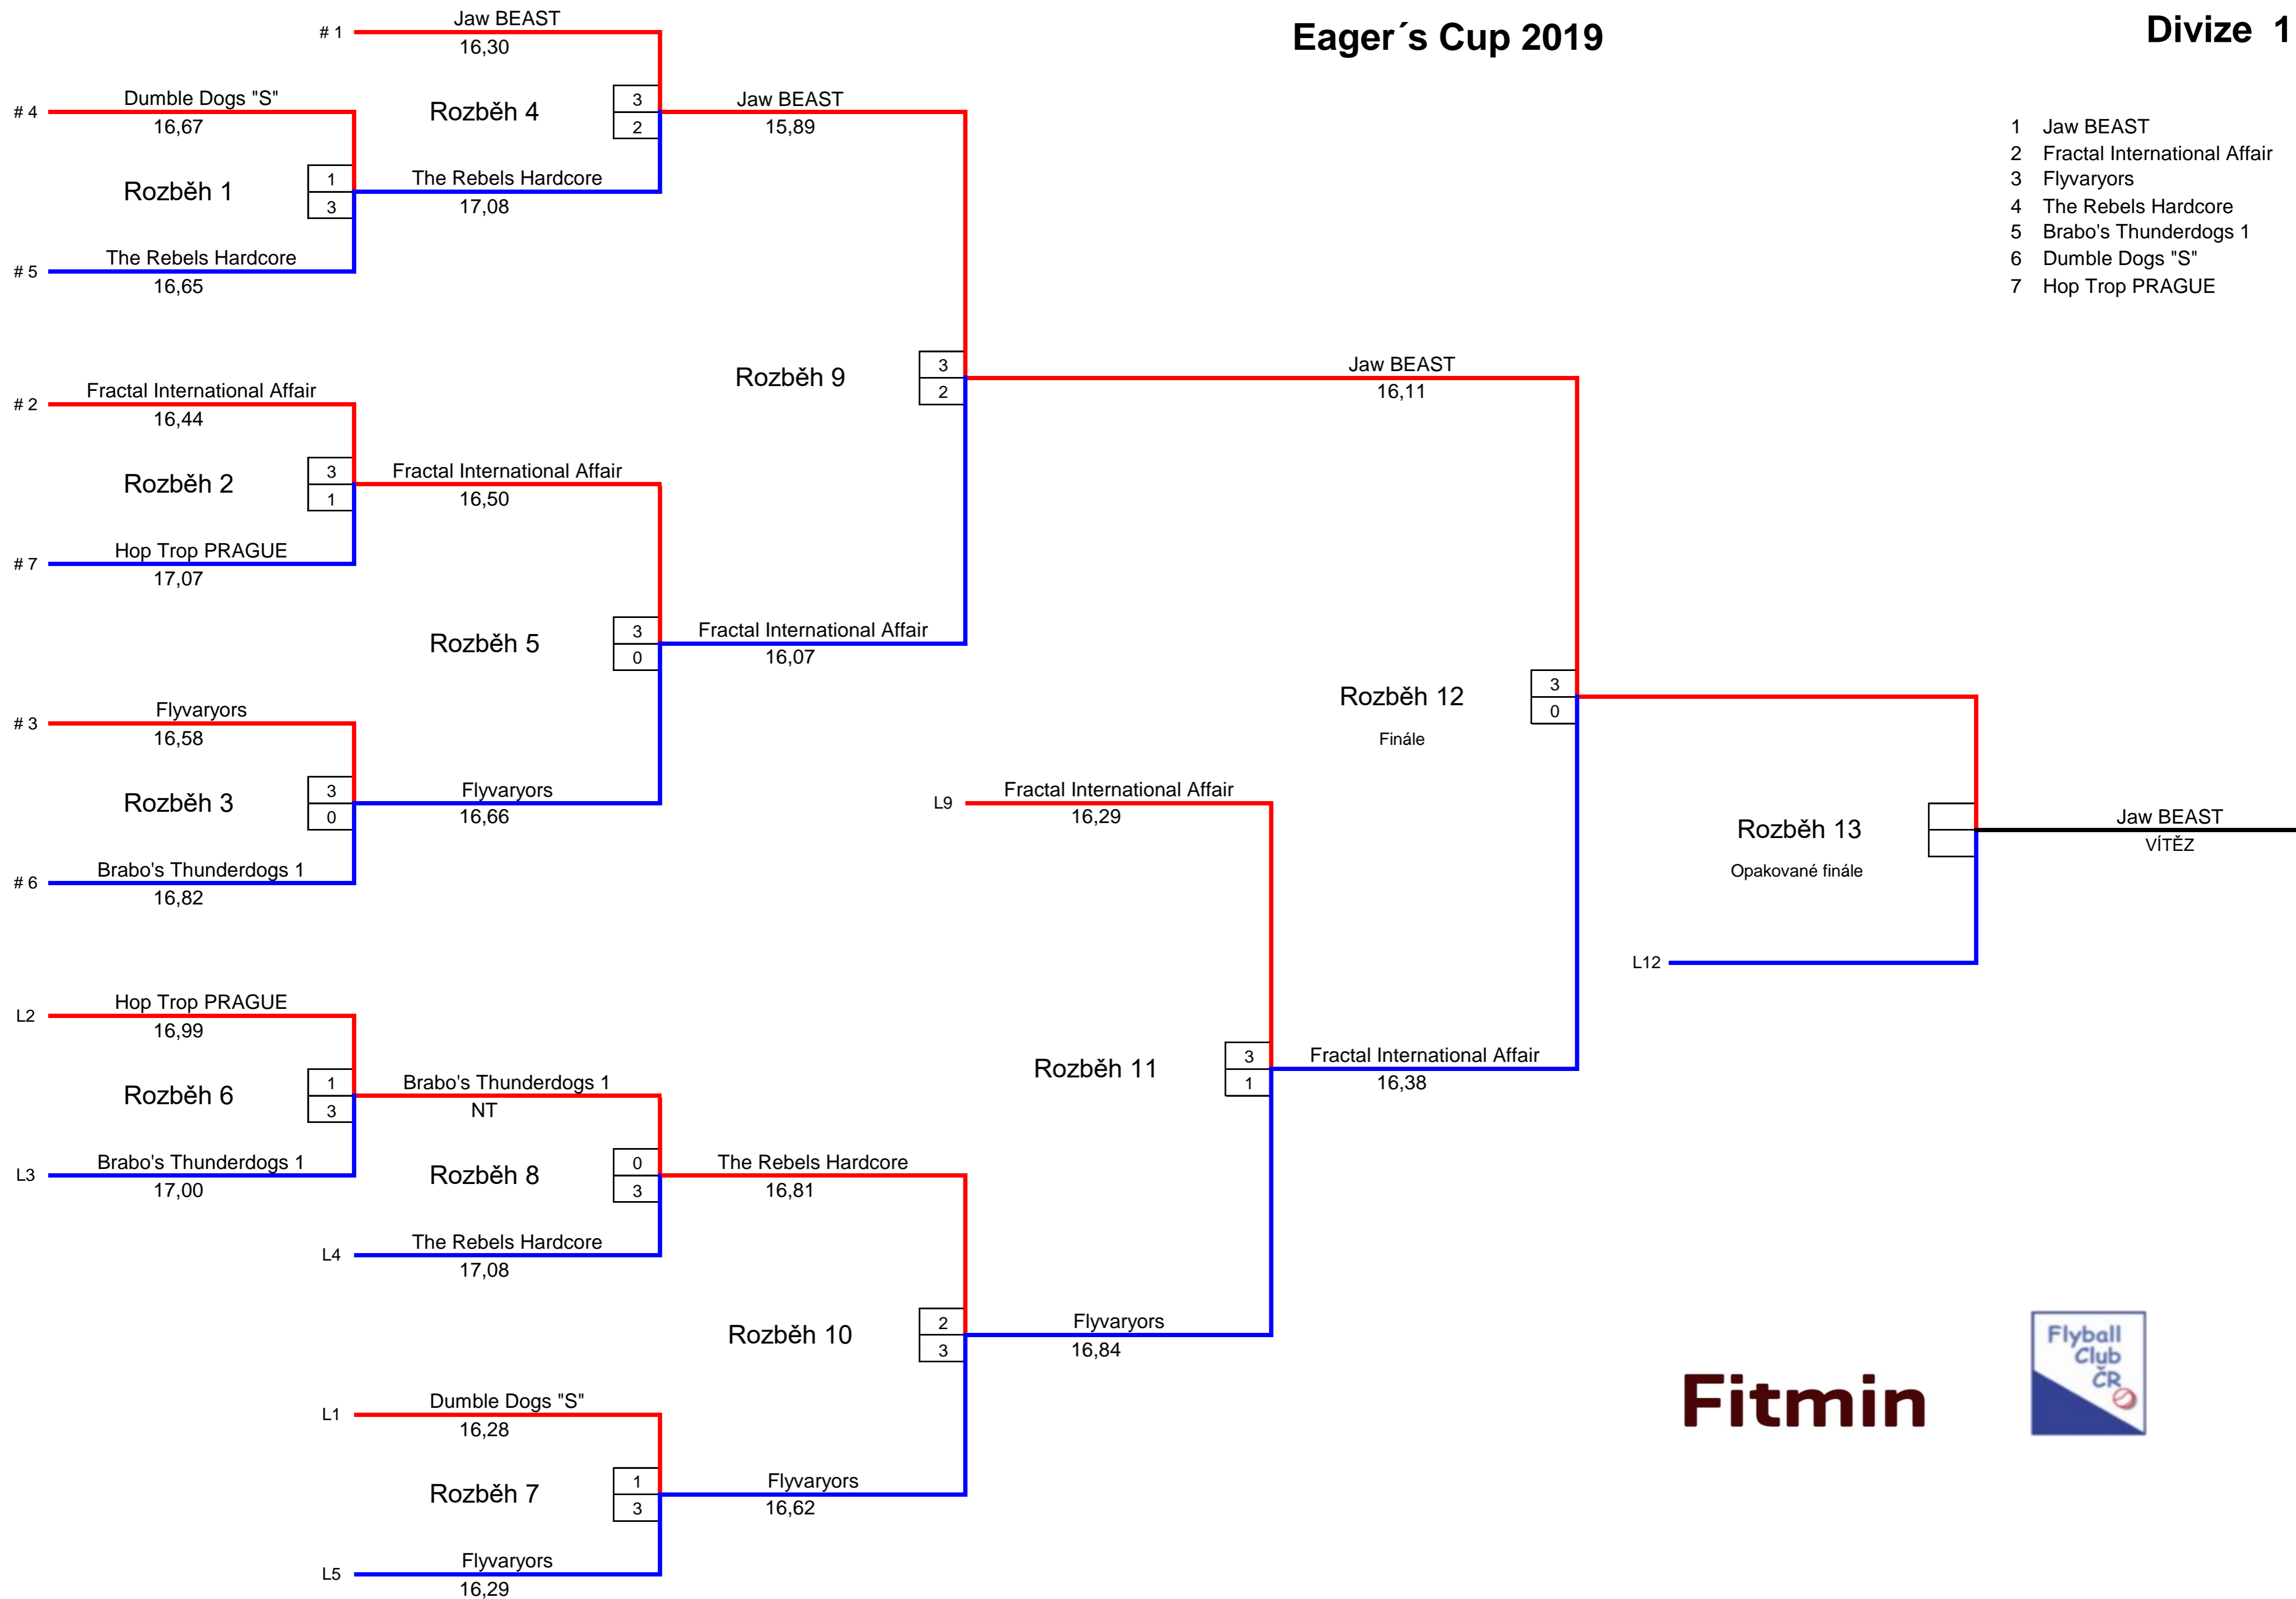 Eager´s Cup 2019
Divize 1
1 Jaw BEAST
2 Fractal International Affair
3 Flyvaryors
4 The Rebels Hardcore
5 Brabo's Thunderdogs 1
6 Dumble Dogs "S"
7 Hop Trop PRAGUE
# 1
Jaw BEAST
16,30
# 4
Dumble Dogs "S"
16,67
Rozběh 1
1
3
# 5
The Rebels Hardcore
16,65
Rozběh 4
3
2
The Rebels Hardcore
17,08
Jaw BEAST
15,89
# 2
Fractal International Affair
16,44
Rozběh 2
3
1
# 7
Hop Trop PRAGUE
17,07
Fractal International Affair
16,50
Rozběh 5
3
0
# 3
Flyvaryors
16,58
Rozběh 3
3
0
# 6
Brabo's Thunderdogs 1
16,82
Flyvaryors
16,66
Rozběh 9
3
2
Fractal International Affair
16,07
Jaw BEAST
16,11
Rozběh 12
Finále
3
0
L9
Fractal International Affair
16,29
Rozběh 11
3
1
Fractal International Affair
16,38
Rozběh 13
Opakované finále
Jaw BEAST
VÍTĚZ
L12
L2
Hop Trop PRAGUE
16,99
Rozběh 6
1
3
L3
Brabo's Thunderdogs 1
17,00
Brabo's Thunderdogs 1
NT
Rozběh 8
0
3
L4
The Rebels Hardcore
17,08
The Rebels Hardcore
16,81
Rozběh 10
2
3
Flyvaryors
16,84
L1
Dumble Dogs "S"
16,28
Rozběh 7
1
3
L5
Flyvaryors
16,29
Flyvaryors
16,62
Fitmin
Flyball
Club
ČR